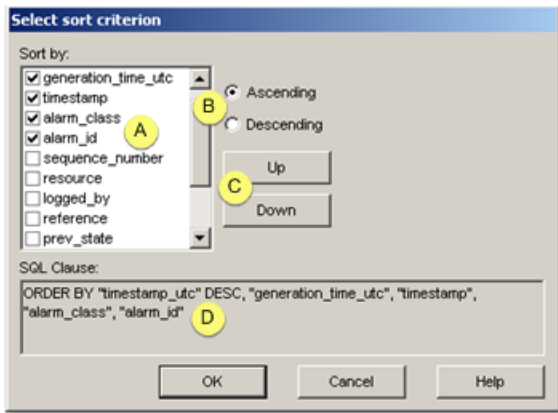 Select sort criterion
Sort by:
generation_time_utc
timestamp
alarm_class
alarm_id
sequence_number
resource
logged_by
reference
prev_state
A
B
Ascending
Descending
C
Up
Down
SQL Clause:
ORDER BY "timestamp_utc" DESC, "generation_time_utc", "timestamp",
"alarm_class", "alarm_id"
D
OK
Cancel
Help